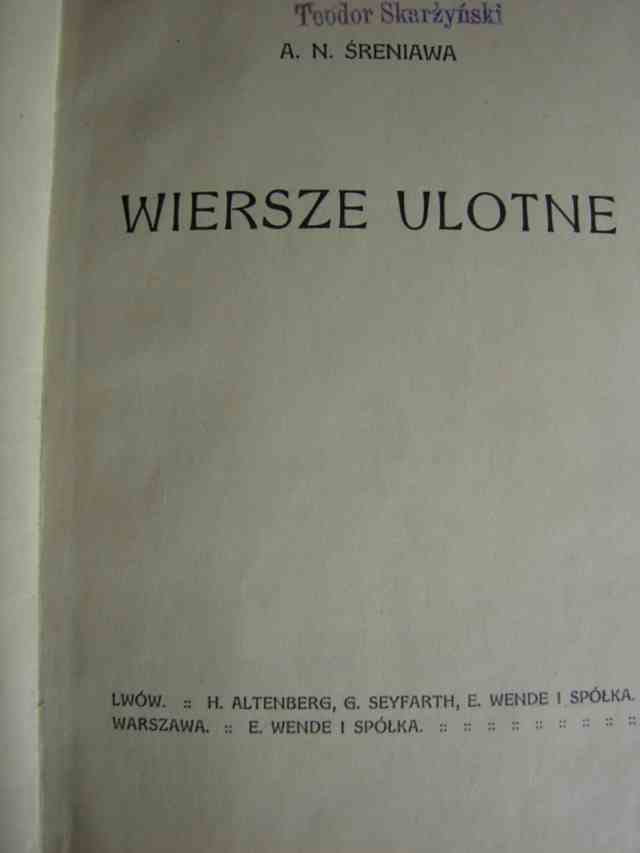 Teodor Skarżyński
A. N. ŚRENIAWA
WIERSZE ULOTNE
LWÓW. :: H. ALTENBERG, G. SEYFARTH, E. WENDE I SPÓŁKA.
WARSZAWA. :: E. WENDE I SPÓŁKA. :: :: :: :: :: :: :: :: ::